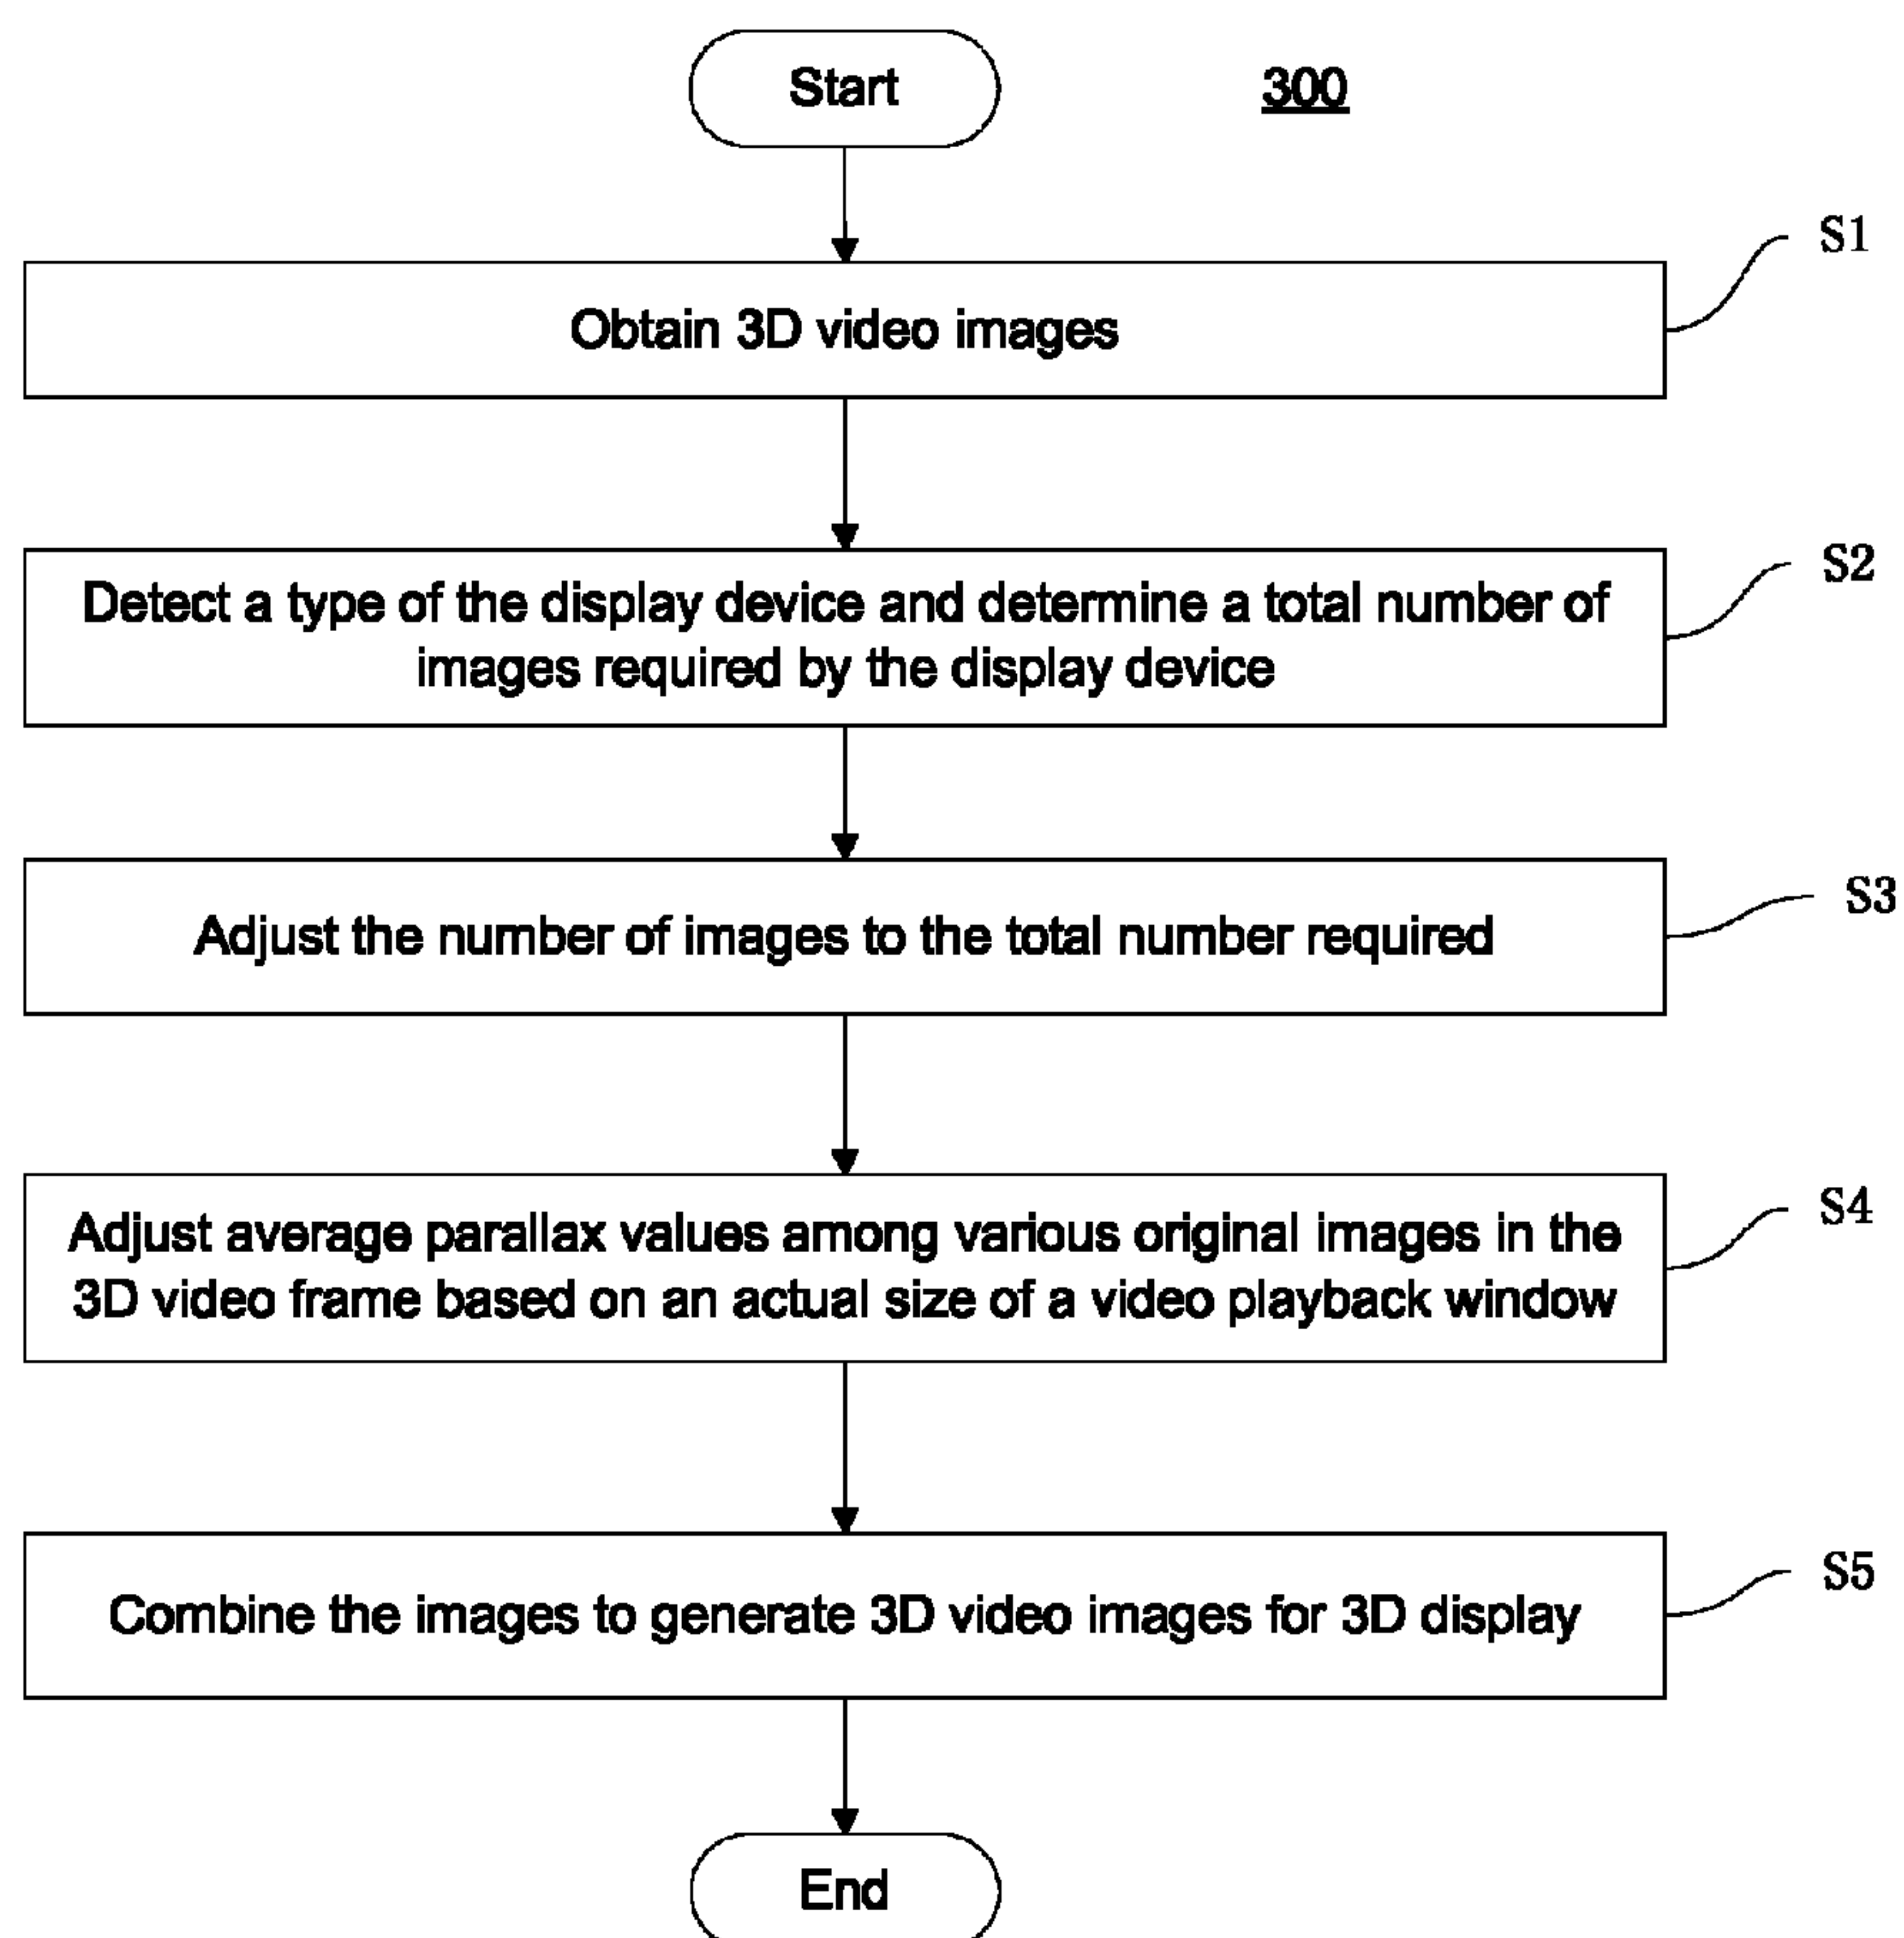 Start
300
S1
Obtain 3D video images
S2
Detect a type of the display device and determine a total number of
images required by the display device
S3
Adjust the number of images to the total number required
S4
Adjust average parallax values among various original images in the
3D video frame based on an actual size of a video playback window
S5
Combine the images to generate 3D video images for 3D display
End